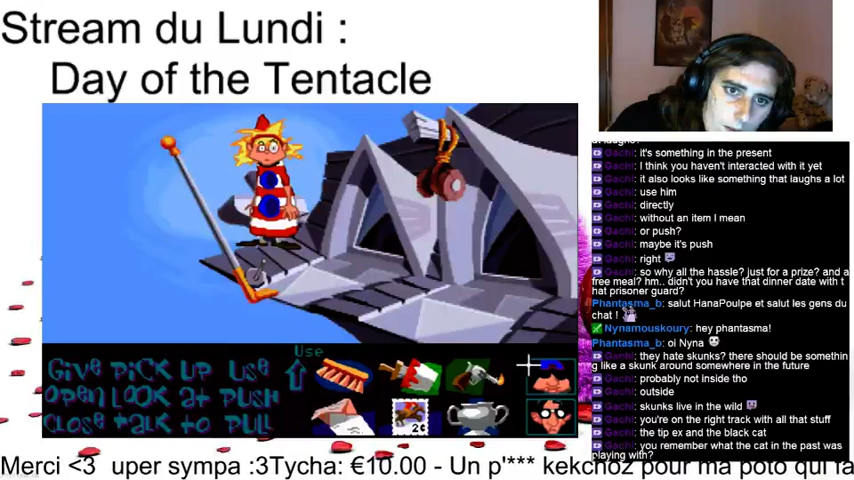 Stream du Lundi :
Day of the Tentacle
Use
GIVE PICK UP USE
OPEN LOOK AT PUSH
CLOSE TALK TO PULL
2¢
Gachi: it's something in the present
Gachi: I think you haven't interacted with it yet
Gachi: it also looks like something that laughs a lot
Gachi: use him
Gachi: directly
Gachi: without an item I mean
Gachi: or push?
Gachi: maybe it's push
Gachi: right
Gachi: so why all the hassle? just for a prize? and a
free meal? hm.. didn't you have that dinner date with t
hat prisoner guard?
Phantasma_b: salut HanaPoulpe et salut les gens du
chat !
Nynamouskoury: hey phantasma!
Phantasma_b: oi Nyna
Gachi: they hate skunks? there should be somethin
g like a skunk around somewhere in the future
Gachi: probably not inside tho
Gachi: outside
Gachi: skunks live in the wild
Gachi: you're on the right track with all that stuff
Gachi: the tip ex and the black cat
Gachi: you remember what the cat in the past was
playing with?
Merci <3 uper sympa :3Tycha: €10.00 - Un p'*** kekchoz pour ma poto qui fa